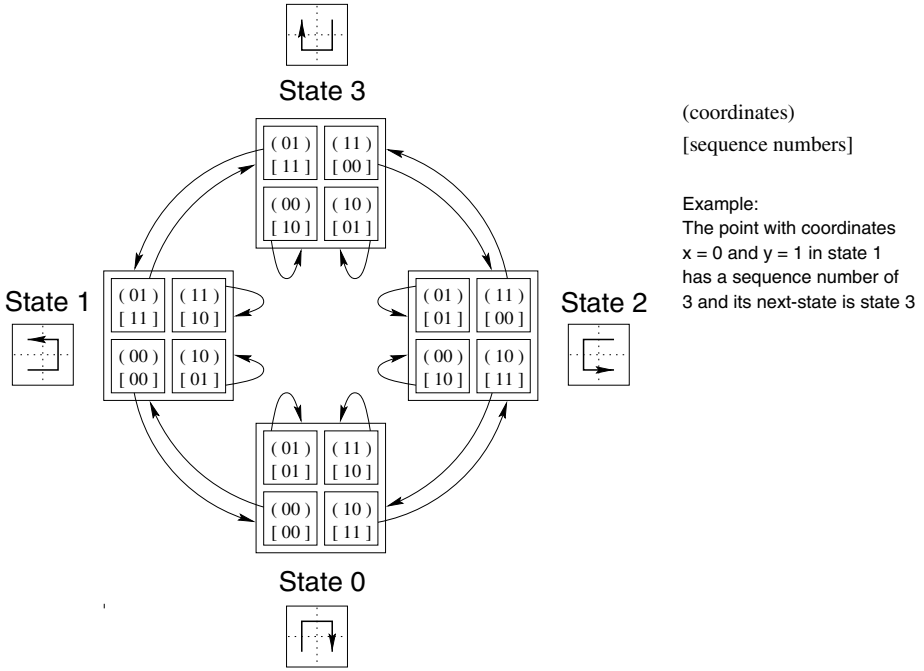 State 3
( 01 ) ( 11 )
[ 11 ] [ 00 ]
( 00 ) ( 10 )
[ 10 ] [ 01 ]
State 1
( 01 ) ( 11 )
[ 11 ] [ 10 ]
( 00 ) ( 10 )
[ 00 ] [ 01 ]
( 01 ) ( 11 )
[ 01 ] [ 00 ]
( 00 ) ( 10 )
[ 10 ] [ 11 ]
State 2
( 01 ) ( 11 )
[ 01 ] [ 10 ]
( 00 ) ( 10 )
[ 00 ] [ 11 ]
State 0
(coordinates)
[sequence numbers]
Example:
The point with coordinates
x = 0 and y = 1 in state 1
has a sequence number of
3 and its next-state is state 3